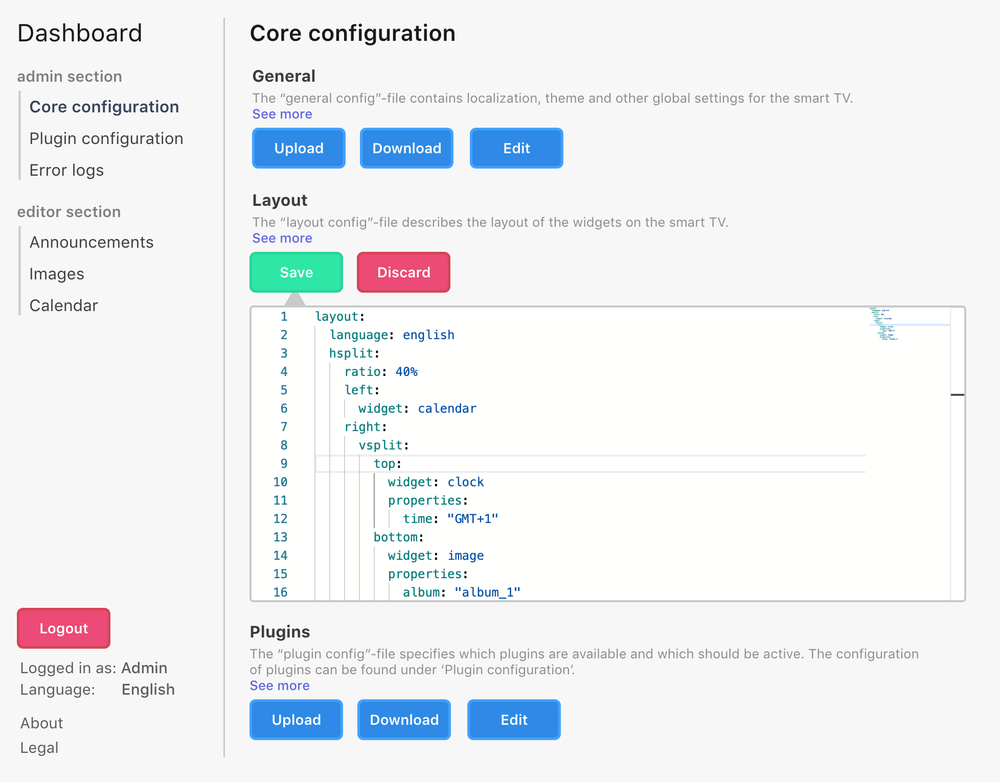 Dashboard
admin section
Core configuration
Plugin configuration
Error logs
editor section
Announcements
Images
Calendar
Logout
Logged in as: Admin
Language: English
About
Legal
Core configuration
General
The “general config”-file contains localization, theme and other global settings for the smart TV.
See more
Upload Download Edit
Layout
The “layout config”-file describes the layout of the widgets on the smart TV.
See more
Save Discard
1 layout:
2 language: english
3 hsplit:
4 ratio: 40%
5 left:
6 widget: calendar
7 right:
8 vsplit:
9 top:
10 widget: clock
11 properties:
12 time: "GMT+1"
13 bottom:
14 widget: image
15 properties:
16 album: "album_1"
Plugins
The “plugin config”-file specifies which plugins are available and which should be active. The configuration
of plugins can be found under ‘Plugin configuration’.
See more
Upload Download Edit